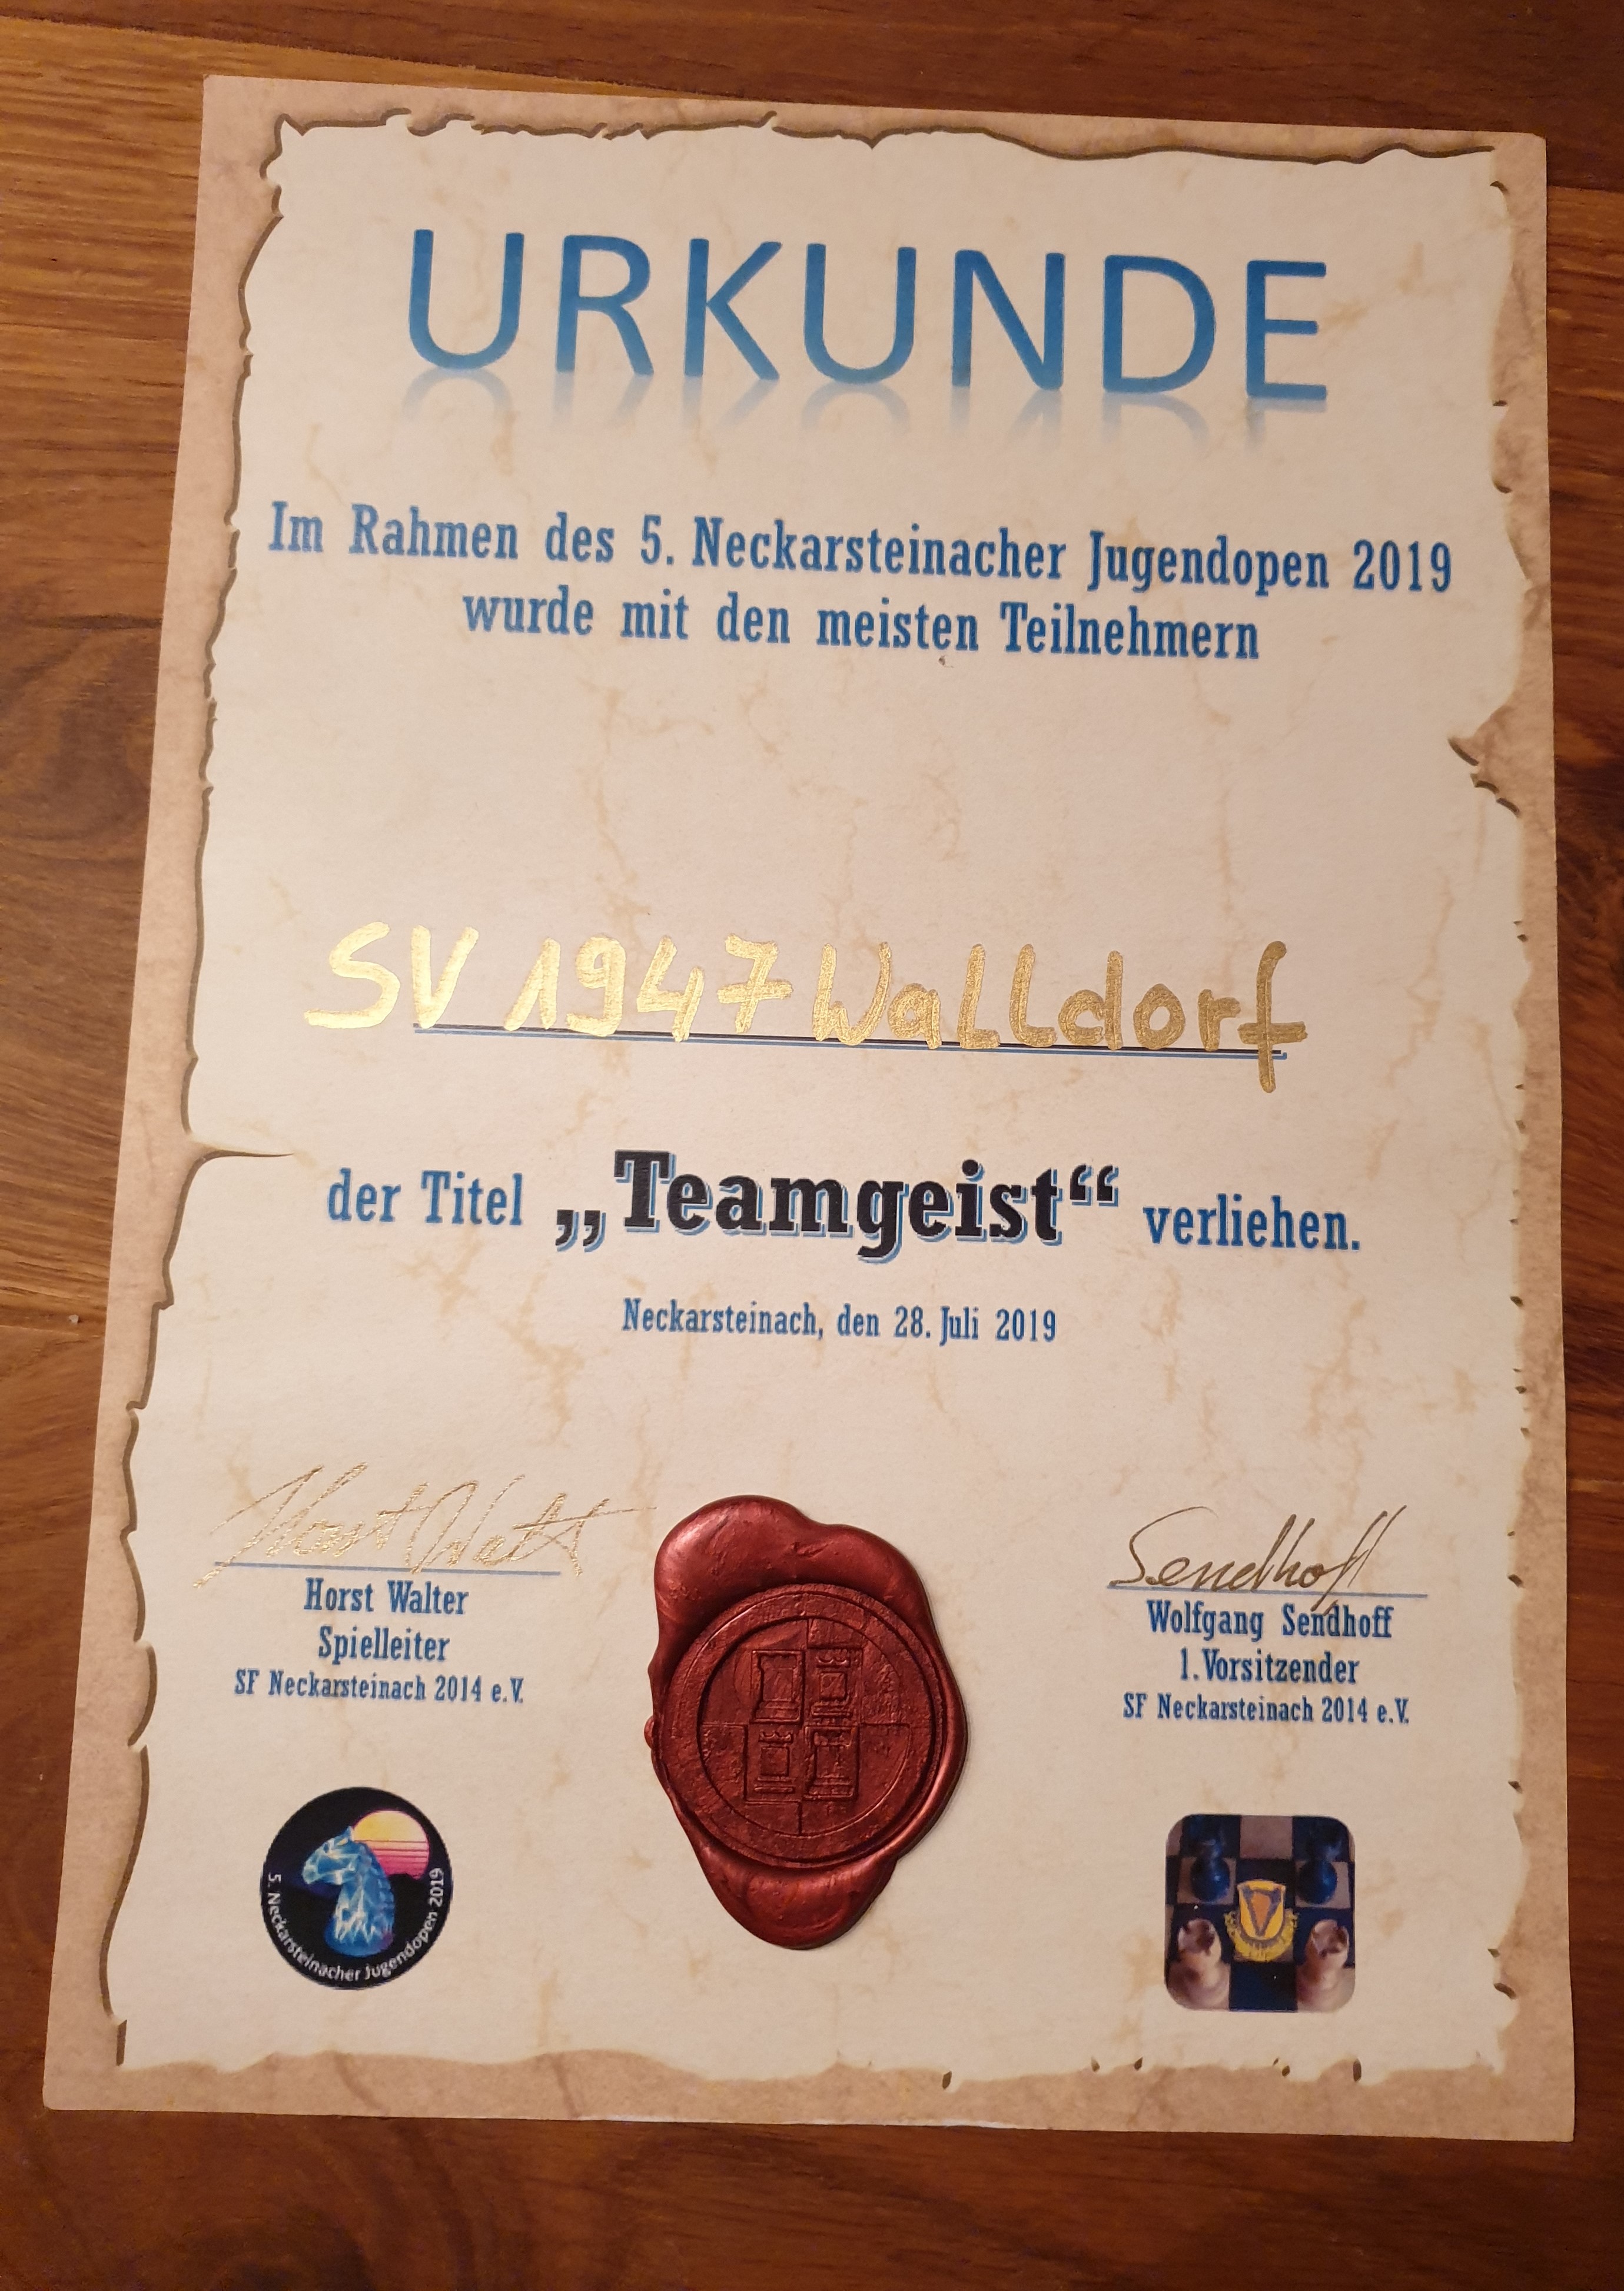 URKUNDE
Im Rahmen des 5. Neckarsteinacher Jugendopen 2019
wurde mit den meisten Teilnehmern
SV 1947 Walldorf
der Titel „Teamgeist“ verliehen.
Neckarsteinach, den 28. Juli 2019
Horst Walter
Sendhoff
Horst Walter
Spielleiter
SF Neckarsteinach 2014 e.V.
Wolfgang Sendhoff
1. Vorsitzender
SF Neckarsteinach 2014 e.V.
5. Neckarsteinacher Jugendopen 2019